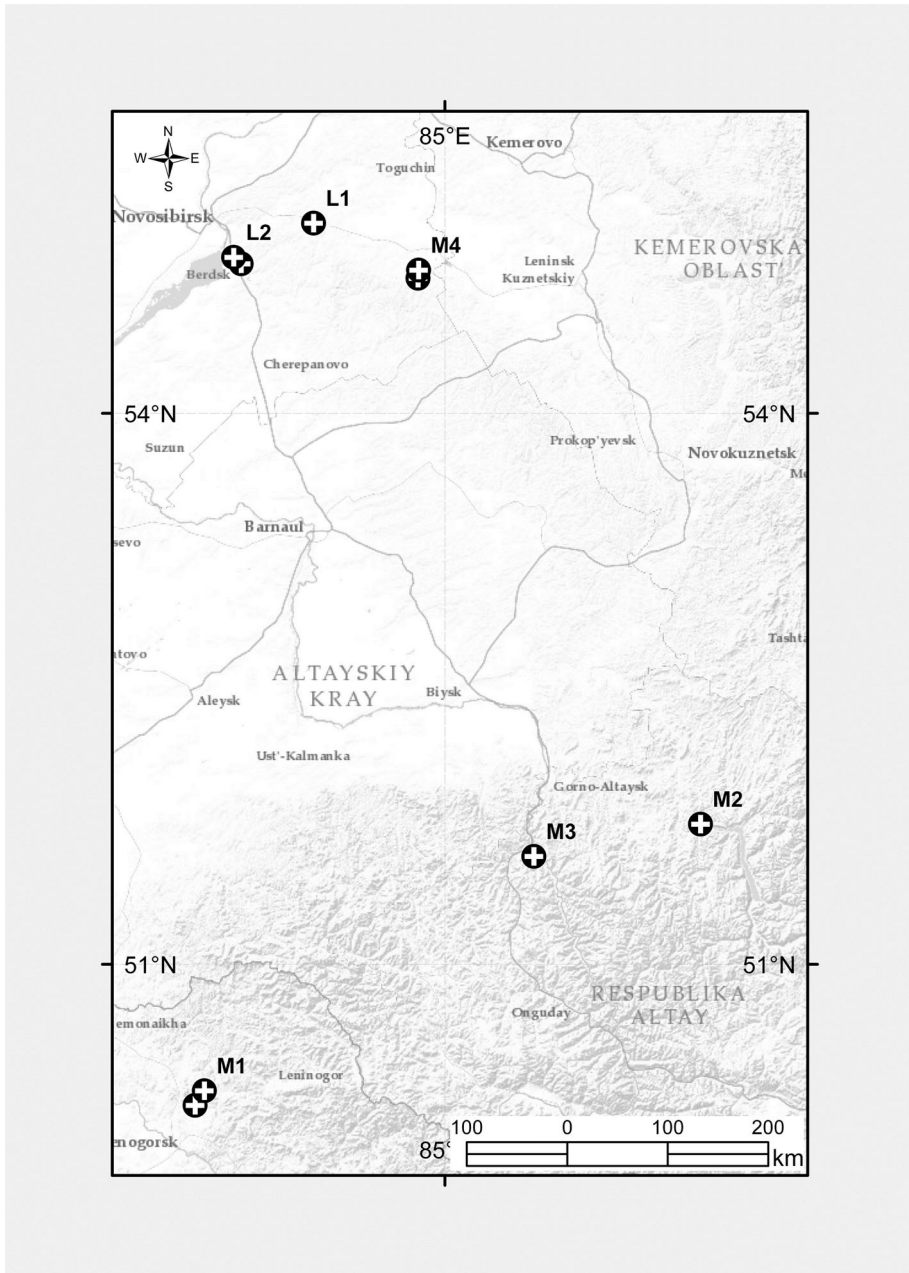 85°E
Kemerovo
N
W E
S
Toguchin
L1
Novosibirsk
L2
M4
KEMEROVSKA
OBLAST'
Leninsk
Kuznetskiy
Berdsk
Cherepanovo
54°N 54°N
Prokop'yevsk
Suzun
Novokuznetsk
Me
Barnaul
sevo
Tashta
ntovo
ALTAYSKIY
KRAY
Biysk
Aleysk
Ust'-Kalmanka
Gorno-Altaysk
M2
M3
51°N 51°N
RESPUBLIKA
ALTAY
Onguday
emonaikha
M1
Leninogor
100 0 100 200
enogorsk
85°
km